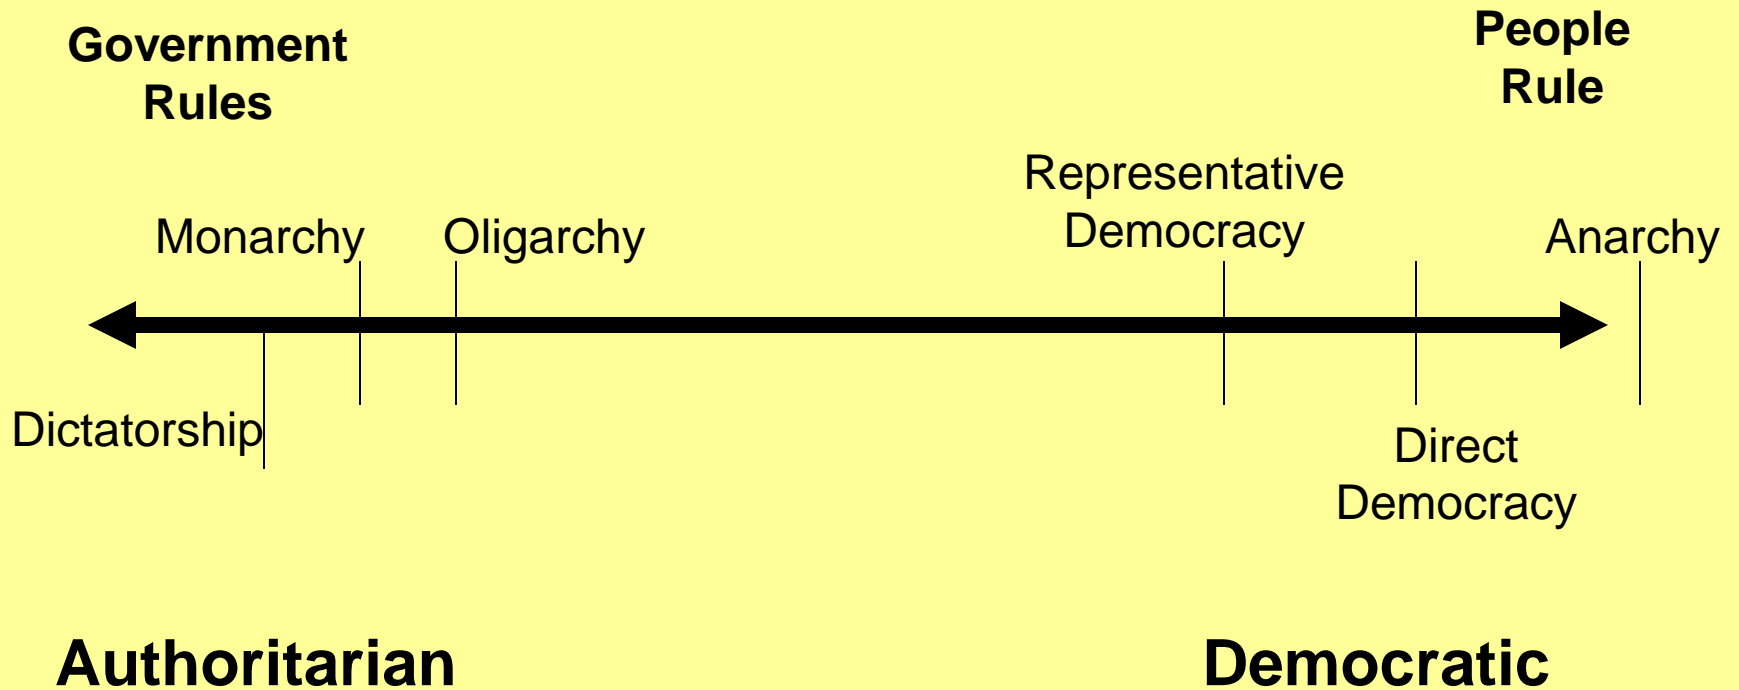 Government
Rules
People
Rule
Representative
Democracy
Monarchy
Oligarchy
Anarchy
Dictatorship
Direct
Democracy
Authoritarian
Democratic